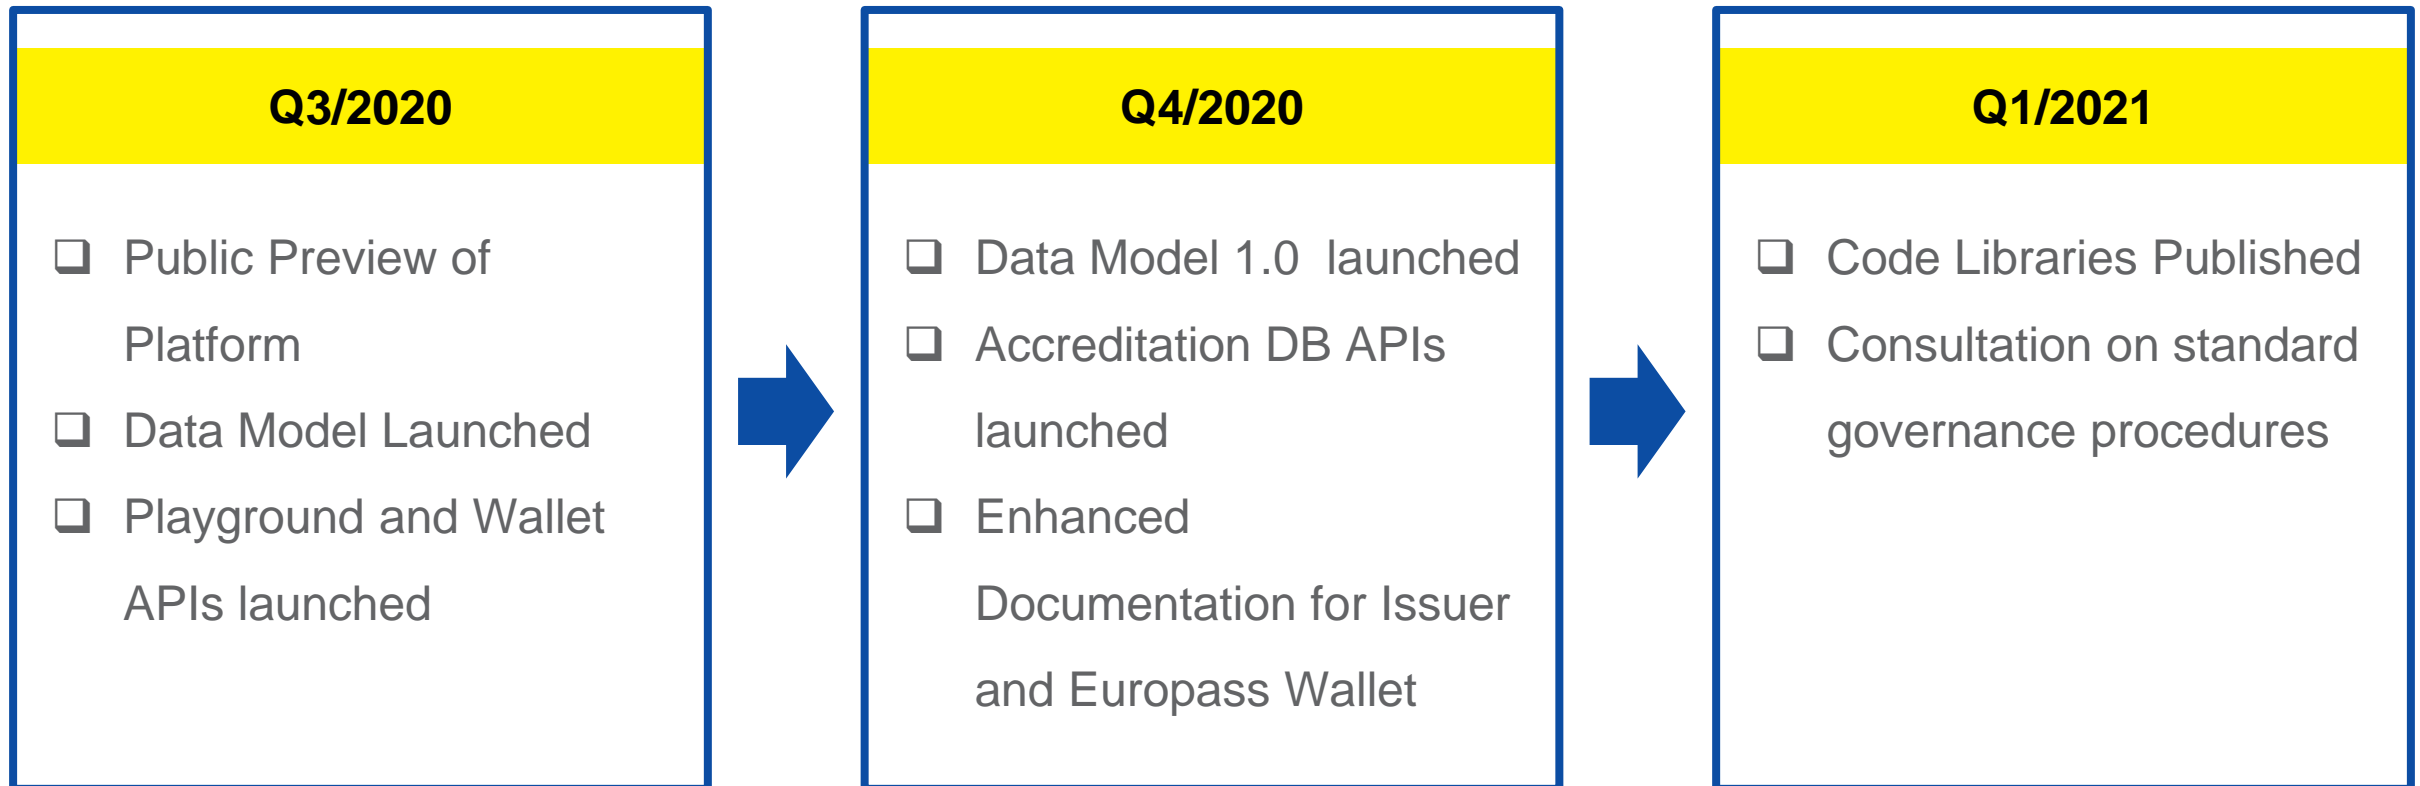 Q3/2020
❑ Public Preview of
Platform
❑ Data Model Launched
❑ Playground and Wallet
APIs launched
Q4/2020
❑ Data Model 1.0  launched
❑ Accreditation DB APIs
launched
❑ Enhanced
Documentation for Issuer
and Europass Wallet
Q1/2021
❑ Code Libraries Published
❑ Consultation on standard
governance procedures